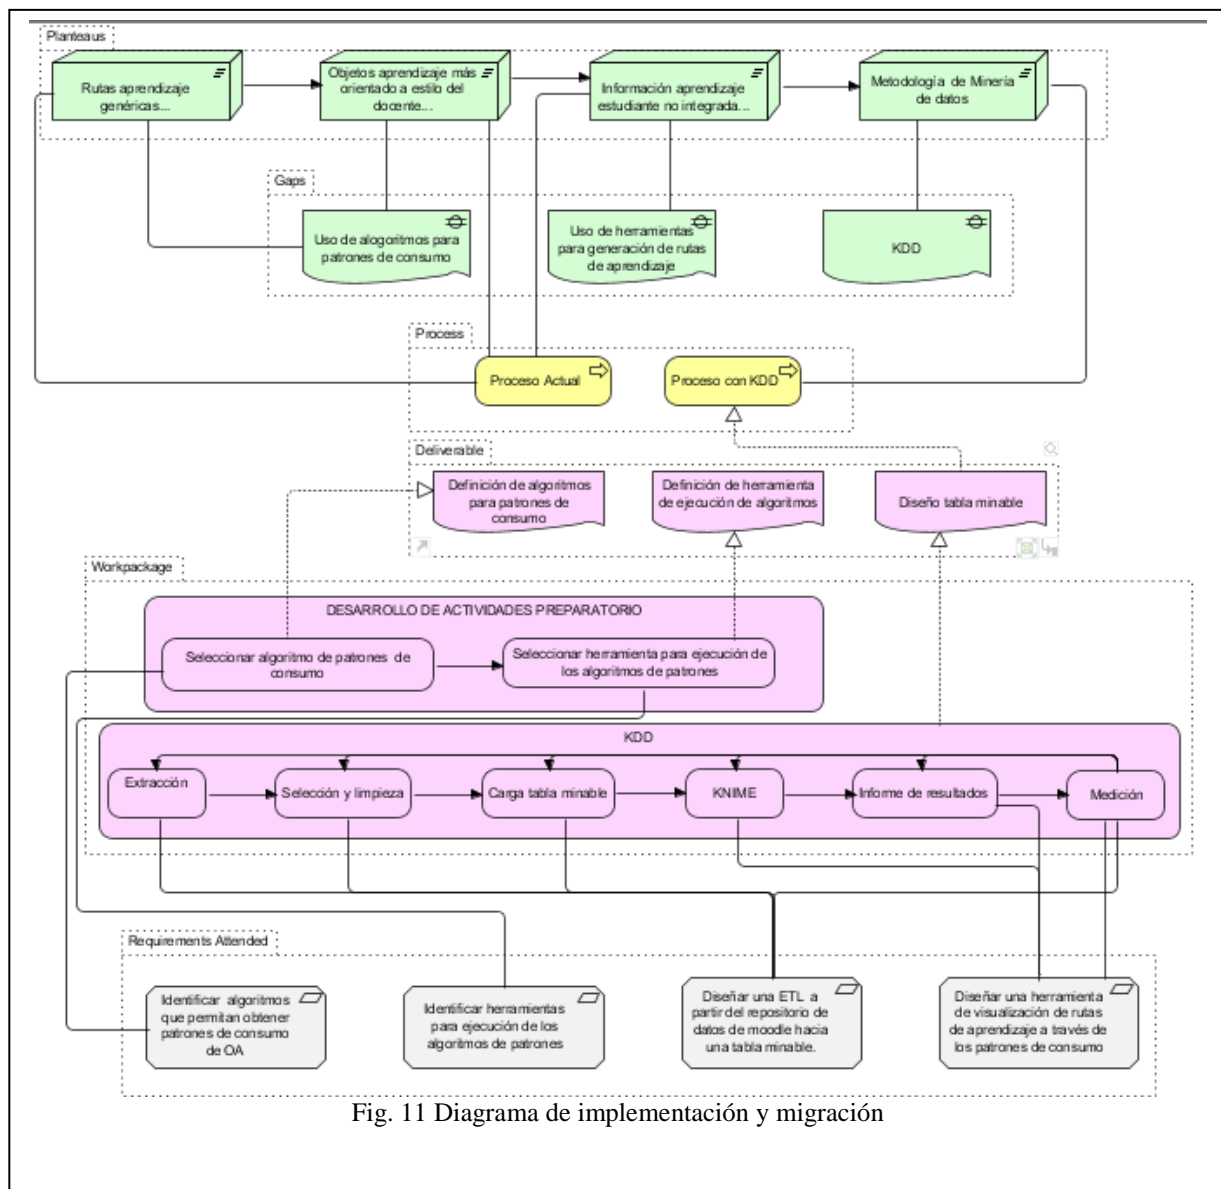 Planteaus
Rutas aprendizaje
genéricas...
Objetos aprendizaje más
orientado a estilo del
docente...
Información aprendizaje
estudiante no integrada...
Metodología de Minería
de datos
Gaps
Uso de alogoritmos para
patrones de consumo
Uso de herramientas
para generación de rutas
de aprendizaje
KDD
Process
Proceso Actual
Proceso con KDD
Deliverable
Definición de algoritmos
para patrones de
consumo
Definición de herramienta
de ejecución de algoritmos
Diseño tabla minable
Workpackage
DESARROLLO DE ACTIVIDADES PREPARATORIO
Seleccionar algoritmo de patrones de
consumo
Seleccionar herramienta para ejecución de
los algoritmos de patrones
KDD
Extracción
Selección y limpieza
Carga tabla minable
KNIME
Informe de resultados
Medición
Requirements Attended
Identificar algoritmos
que permitan obtener
patrones de consumo
de OA
Identificar herramientas
para ejecución de los
algoritmos de patrones
Diseñar una ETL a
partir del repositorio de
datos de moodle hacia
una tabla minable.
Diseñar una herramienta
de visualización de rutas
de aprendizaje a través de
los patrones de consumo
Fig. 11 Diagrama de implementación y migración